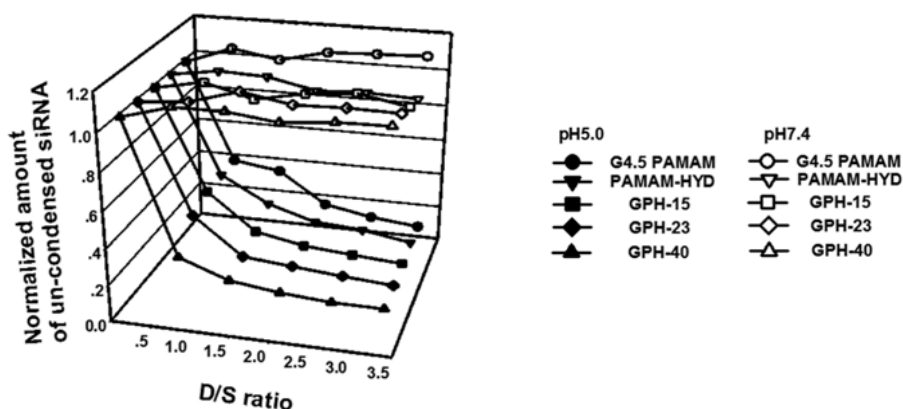 Normalized amount
of un-condensed siRNA
1.2
1.0
.8
.6
.4
.2
0.0
.5
1.0
1.5
2.0
2.5
3.0
3.5
D/S ratio
pH5.0
G4.5 PAMAM
PAMAM-HYD
GPH-15
GPH-23
GPH-40
pH7.4
G4.5 PAMAM
PAMAM-HYD
GPH-15
GPH-23
GPH-40